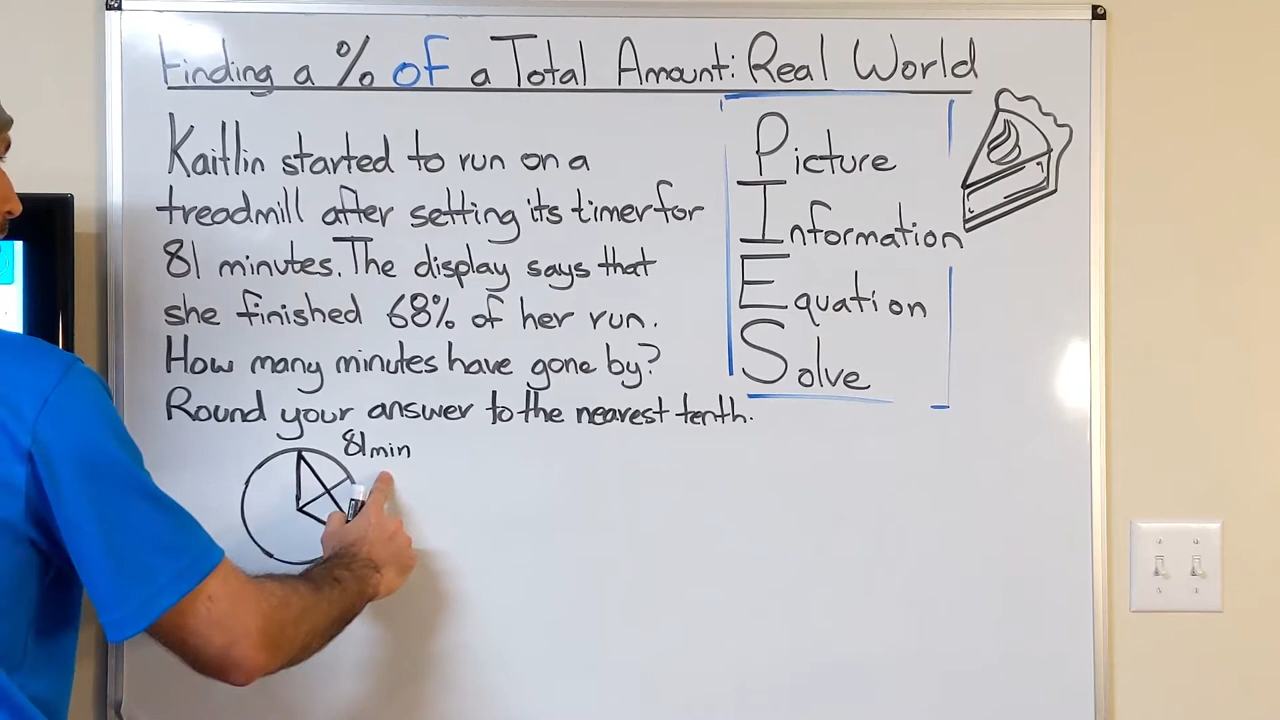 Finding a % of a Total Amount: Real World
Kaitlin started to run on a
treadmill after setting its timer for
81 minutes. The display says that
she finished 68% of her run.
How many minutes have gone by?
Round your answer to the nearest tenth.
81 min
Picture
Information
Equation
Solve